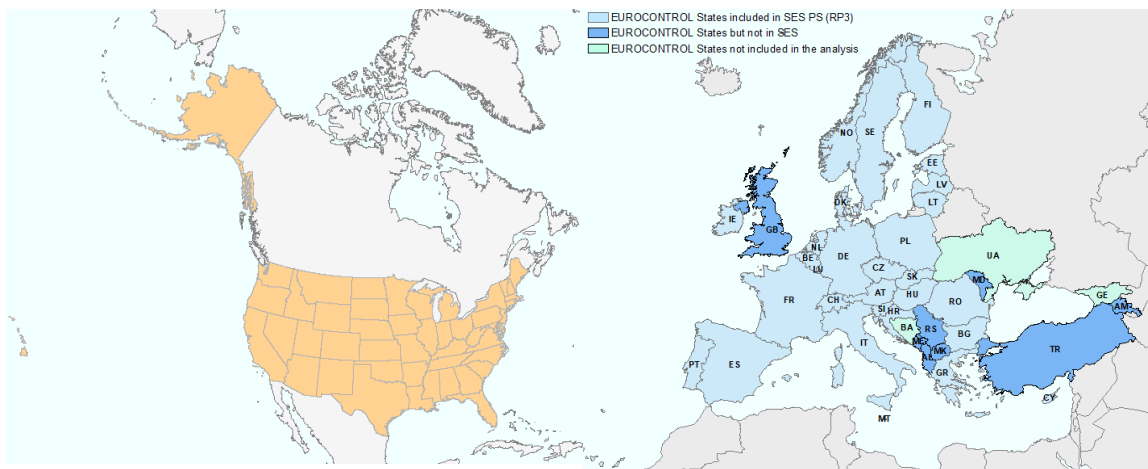 EUROCONTROL States included in SES PS (RP3)
EUROCONTROL States but not in SES
EUROCONTROL States not included in the analysis
FI
NO
SE
EE
LV
LT
DK
IE
GB
NL
BE
LU
DE
PL
UA
CZ
SK
MD
FR
CH
AT
HU
RO
SI
HR
BA
RS
BG
GE
AM
IT
ME
MK
AL
TR
PT
ES
GR
CY
MT